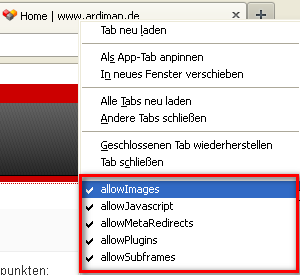 Home | www.ardiman.de
Tab neu laden
Als App-Tab anpinnen
In neues Fenster verschieben
Alle Tabs neu laden
Andere Tabs schließen
Geschlossenen Tab wiederherstellen
Tab schließen
allowImages
allowJavascript
allowMetaRedirects
allowPlugins
allowSubframes
punkten: